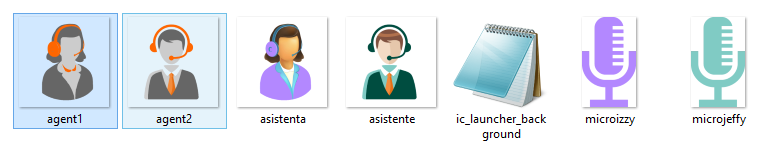 agent1
agent2
asistenta
asistente
ic_launcher_back
ground
microizzy
microjeffy